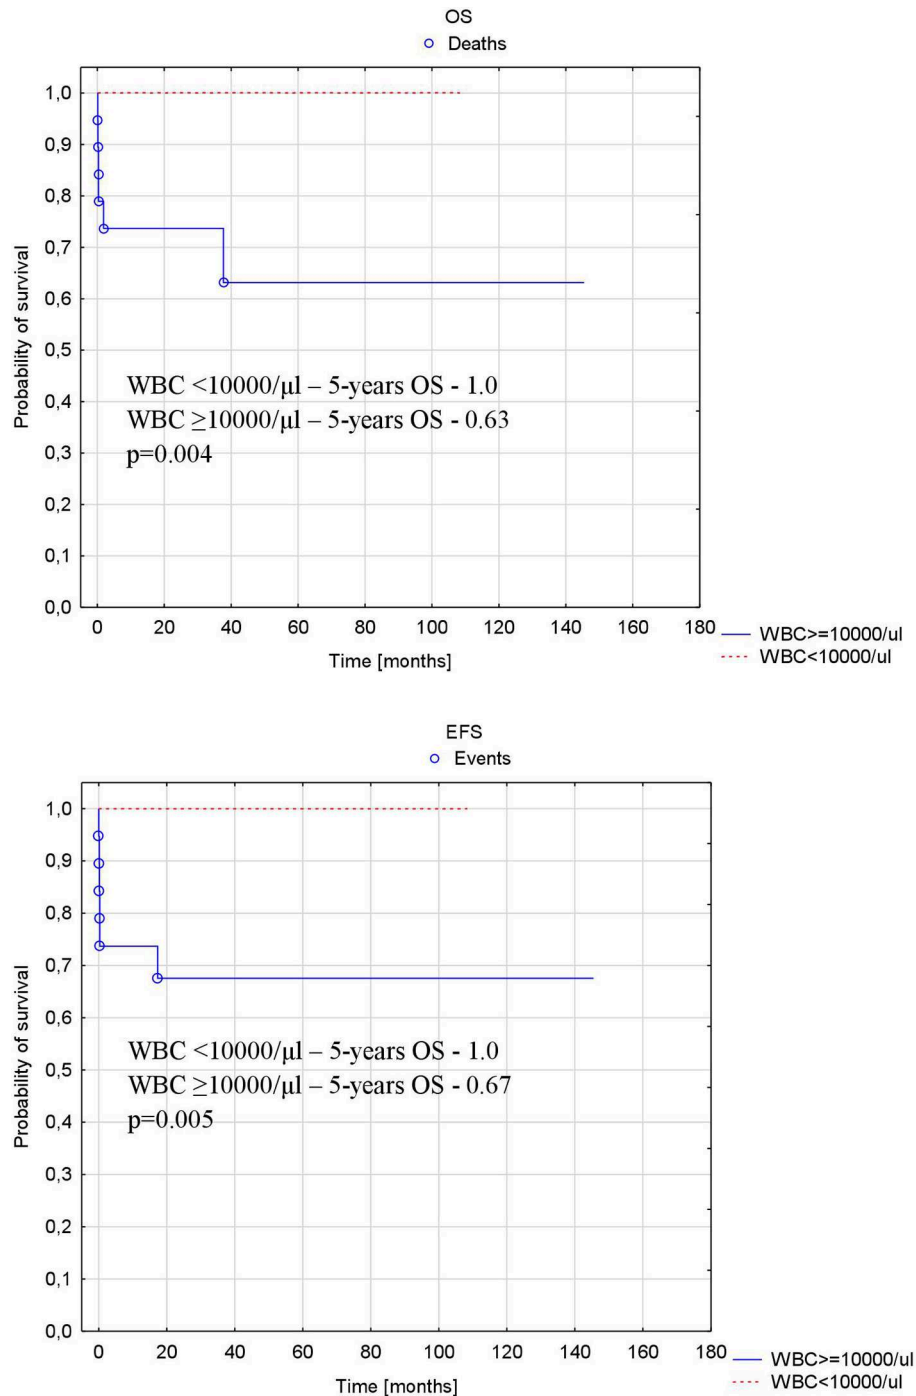 OS
Deaths
1,0
0,9
0,8
0,7
0,6
0,5
0,4
0,3
0,2
0,1
0,0
Probability of survival
WBC <10000/μl – 5-years OS - 1.0
WBC ≥10000/μl – 5-years OS - 0.63
p=0.004
0 20 40 60 80 100 120 140 160 180
Time [months]
WBC>=10000/ul
WBC<10000/ul
EFS
Events
1,0
0,9
0,8
0,7
0,6
0,5
0,4
0,3
0,2
0,1
0,0
Probability of survival
WBC <10000/μl – 5-years OS - 1.0
WBC ≥10000/μl – 5-years OS - 0.67
p=0.005
0 20 40 60 80 100 120 140 160 180
Time [months]
WBC>=10000/ul
WBC<10000/ul